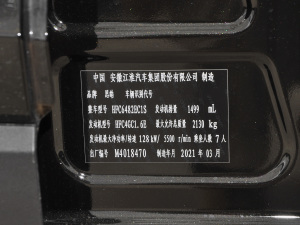 中国 安徽江淮汽车集团股份有限公司 制造
品牌 思皓 车辆识别代号
整车型号 HFC6482EC1S 发动机排量 1499 mL
发动机型号 HFC4GC1.6E 最大允许总质量 2130 kg
发动机最大净功率/转速 128 kW/ 5500 r/min 乘坐人数 7 人
出厂编号 M4018470 制造年月 2021 年 03 月